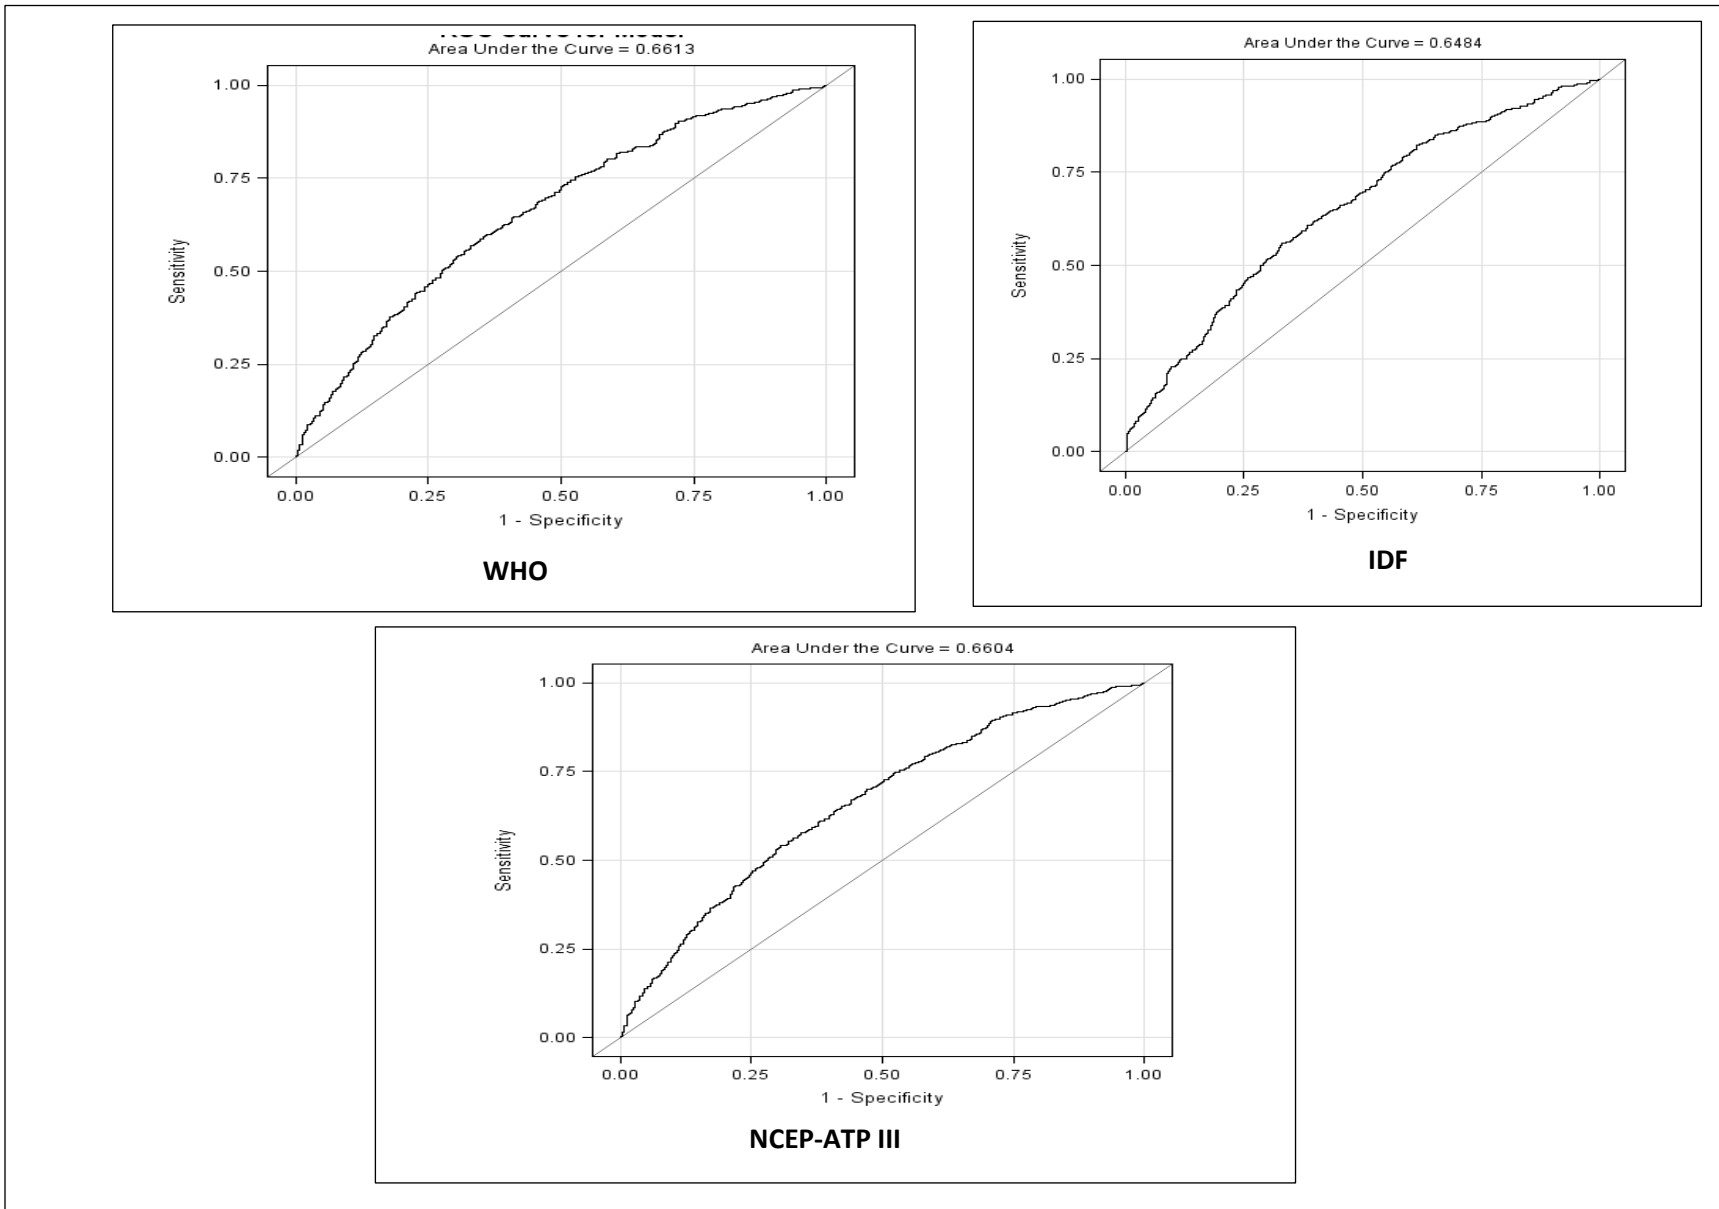 Area Under the Curve = 0.6613
1.00
0.75
0.50
0.25
0.00
Sensitivity
0.00 0.25 0.50 0.75 1.00
1 - Specificity
WHO
Area Under the Curve = 0.6484
1.00
0.75
0.50
0.25
0.00
Sensitivity
0.00 0.25 0.50 0.75 1.00
1 - Specificity
IDF
Area Under the Curve = 0.6604
1.00
0.75
0.50
0.25
0.00
Sensitivity
0.00 0.25 0.50 0.75 1.00
1 - Specificity
NCEP-ATP III